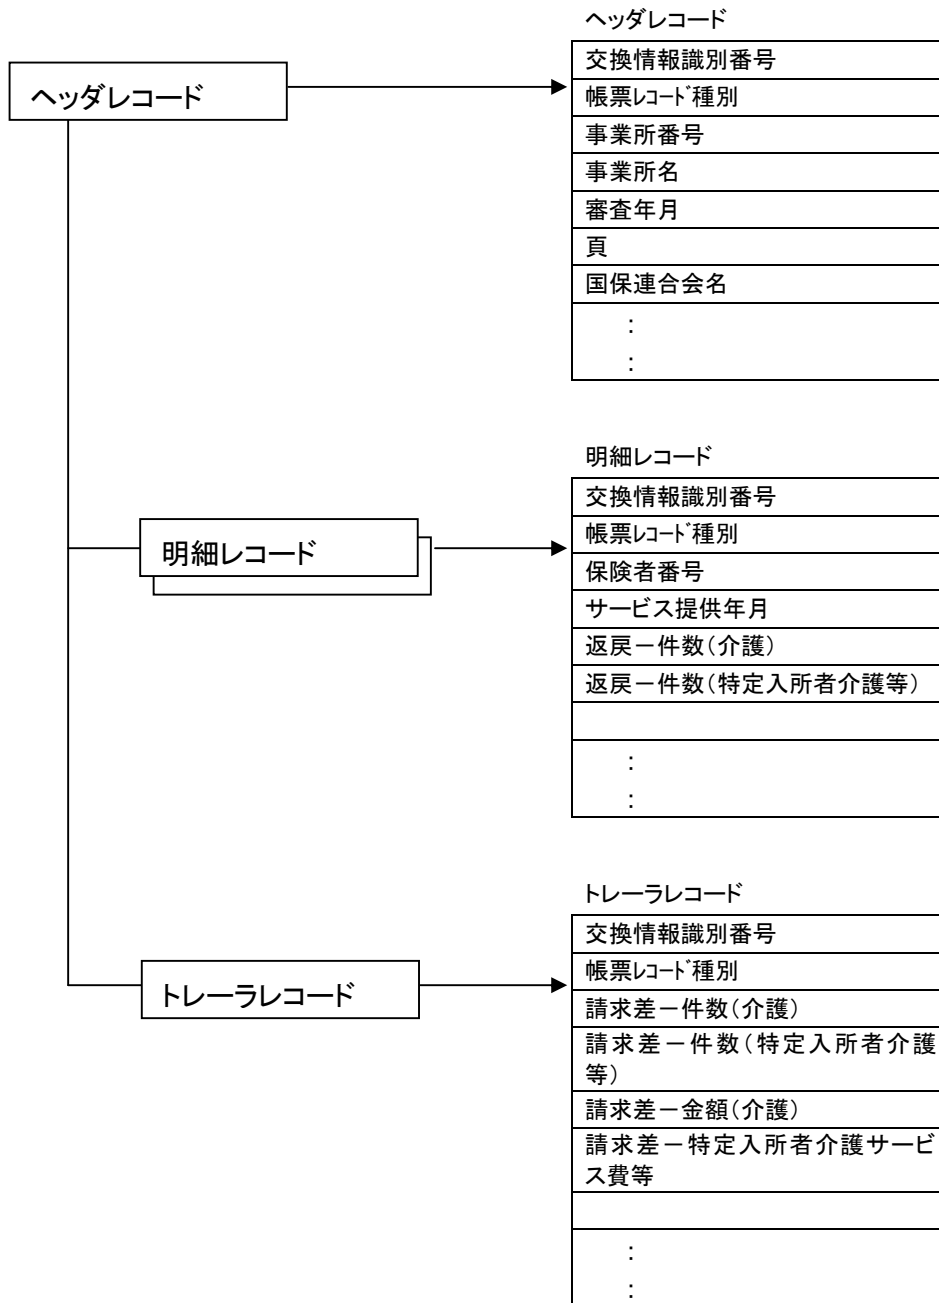 ヘッダレコード
ヘッダレコード
交換情報識別番号
帳票ﾚｺｰﾄﾞ種別
事業所番号
事業所名
審査年月
頁
国保連合会名
:
:
明細レコード
明細レコード
交換情報識別番号
帳票ﾚｺｰﾄﾞ種別
保険者番号
サービス提供年月
返戻－件数（介護）
返戻－件数（特定入所者介護等）
:
:
トレーラレコード
トレーラレコード
交換情報識別番号
帳票ﾚｺｰﾄﾞ種別
請求差－件数（介護）
請求差－件数（特定入所者介護
等）
請求差－金額（介護）
請求差－特定入所者介護サービ
ス費等
:
: